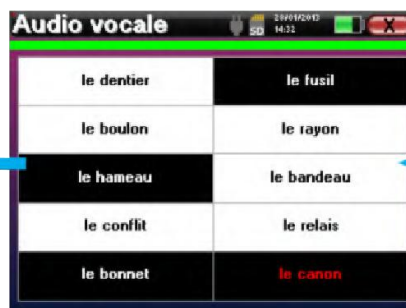 Audio vocale
SD
28/01/2013
14:32
X
le dentier le fusil
le boulon le rayon
le hameau le bandeau
le conflit le relais
le bonnet le canon